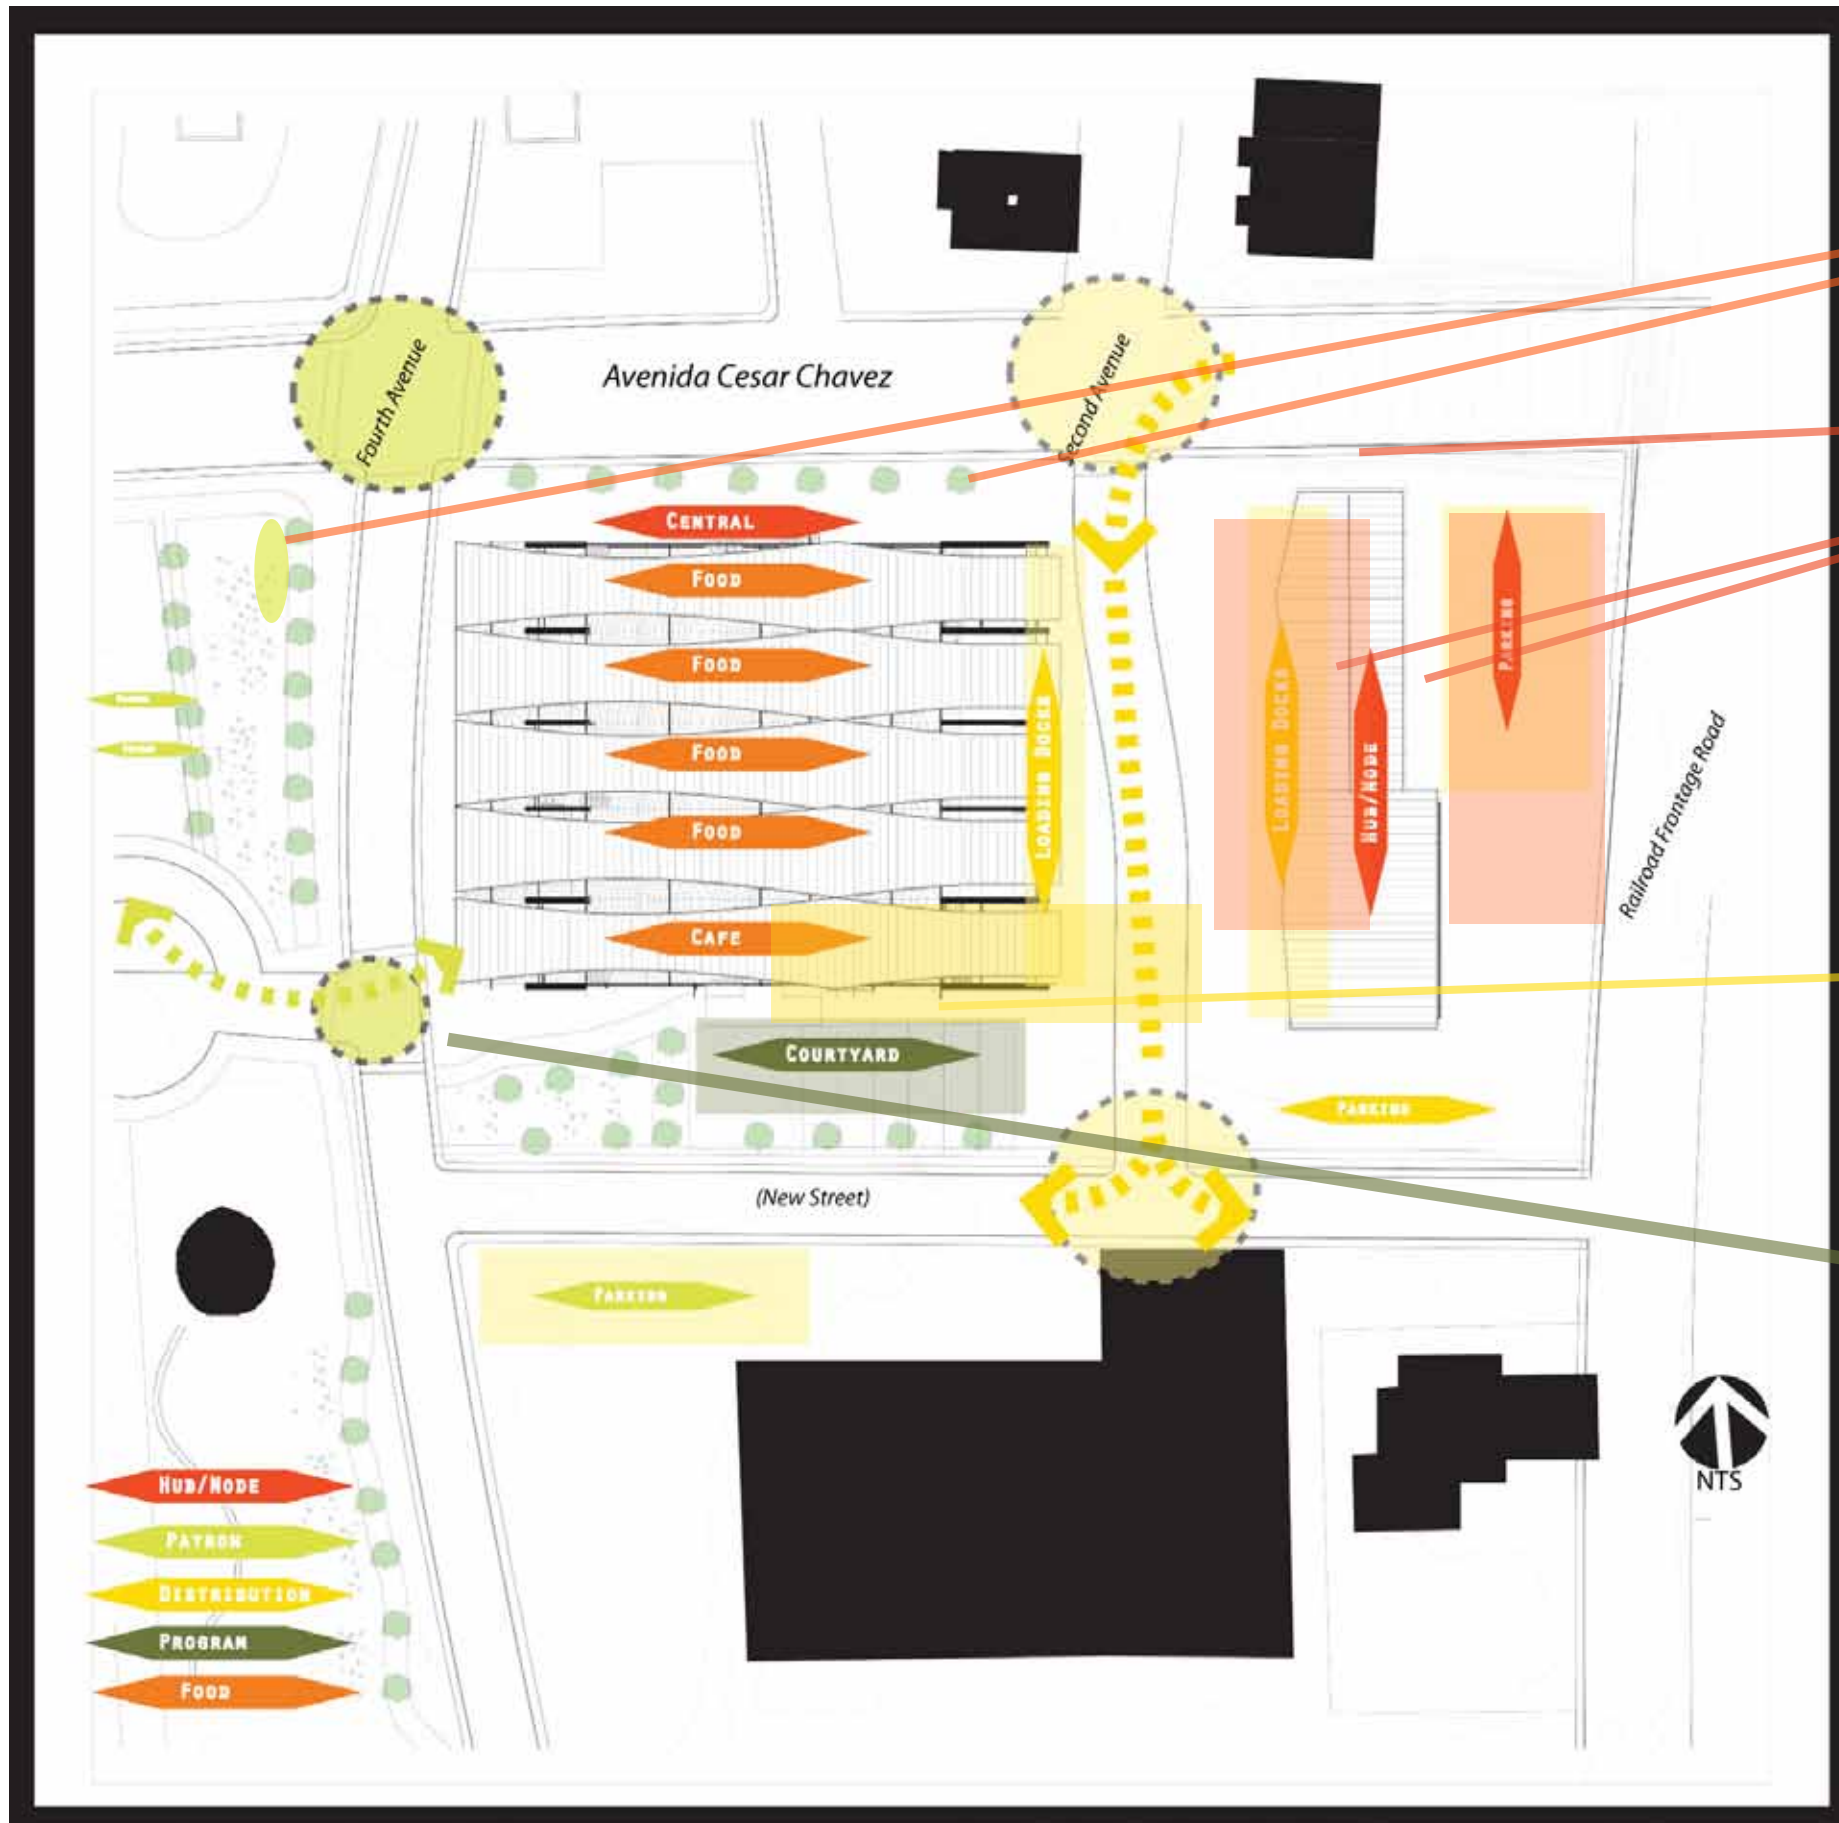 Avenida Cesar Chavez
Fourth Avenue
Second Avenue
CENTRAL
FOOD
FOOD
FOOD
FOOD
CAFE
LOADING DOCKS
LOADING DOCKS
HUB/NODE
PARKING
Railroad Frontage Road
COURTYARD
PARKING
(New Street)
PARKING
NTS
HUB/NODE
PATRON
DISTRIBUTION
PROGRAM
FOOD